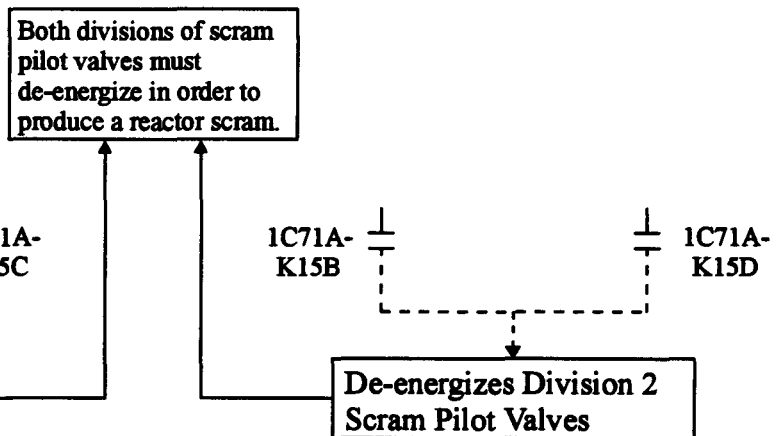 Both divisions of scram
pilot valves must
de-energize in order to
produce a reactor scram.
1A-
5C
1C71A-
K15B
1C71A-
K15D
De-energizes Division 2
Scram Pilot Valves